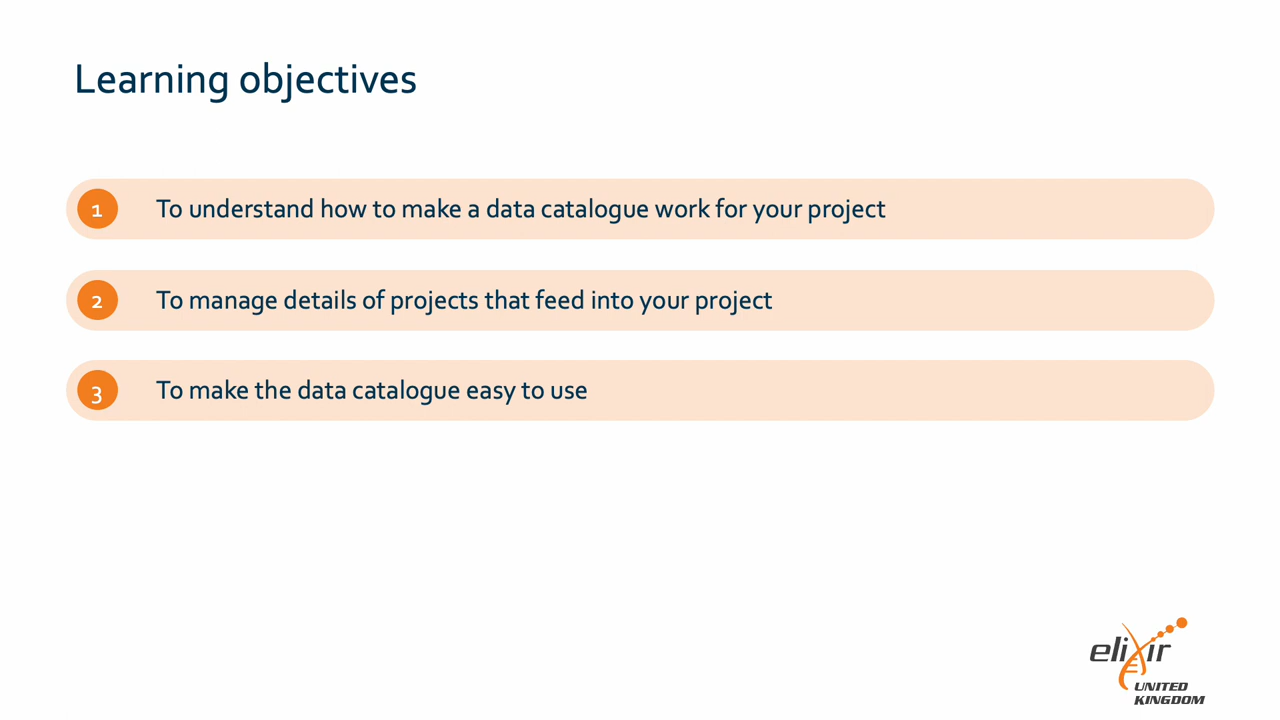 Learning objectives
1 To understand how to make a data catalogue work for your project
2 To manage details of projects that feed into your project
3 To make the data catalogue easy to use
elixir
UNITED
KINGDOM